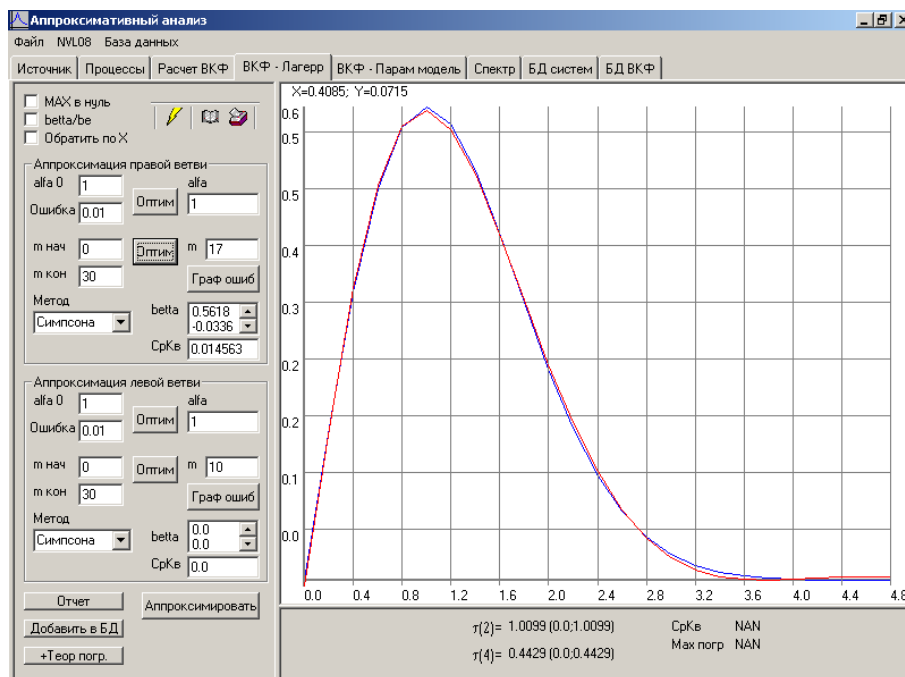 Аппроксимативный анализ
Файл NVL08 База данных
Источник Процессы Расчет ВКФ ВКФ - Лагерр ВКФ - Парам модель Спектр БД систем БД ВКФ
MAX в нуль
betta/be
Обратить по X
Аппроксимация правой ветви
alfa 0 1 alfa
Ошибка 0.01 Оптим 1
m нач 0 Оптим m 17
m кон 30 Граф ошиб
Метод betta 0.5618
Симпсона -0.0336
СрКв 0.014563
Аппроксимация левой ветви
alfa 0 1 alfa
Ошибка 0.01 Оптим 1
m нач 0 Оптим m 10
m кон 30 Граф ошиб
Метод betta 0.0
Симпсона 0.0
СрКв 0.0
Отчет Аппроксимировать
Добавить в БД
+Теор погр.
X=0.4085; Y=0.0715
0.6
0.5
0.5
0.4
0.3
0.2
0.2
0.1
0.0
0.0 0.4 0.8 1.2 1.6 2.0 2.4 2.8 3.2 3.6 4.0 4.4 4.8
τ(2)= 1.0099 (0.0;1.0099) СрКв NAN
τ(4)= 0.4429 (0.0;0.4429) Max погр NAN